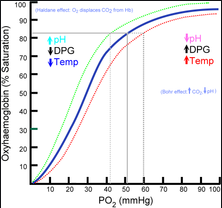 (Haldane effect: O2 displaces CO2 from Hb)
↑pH
↓DPG
↓Temp
↓pH
↑DPG
↑Temp
(Bohr effect ↑CO2 ↓pH)
Oxyhaemoglobin (% Saturation)
100
90
80
70
60
50
40
30
20
10
10 20 30 40 50 60 70 80 90 100
PO2 (mmHg)